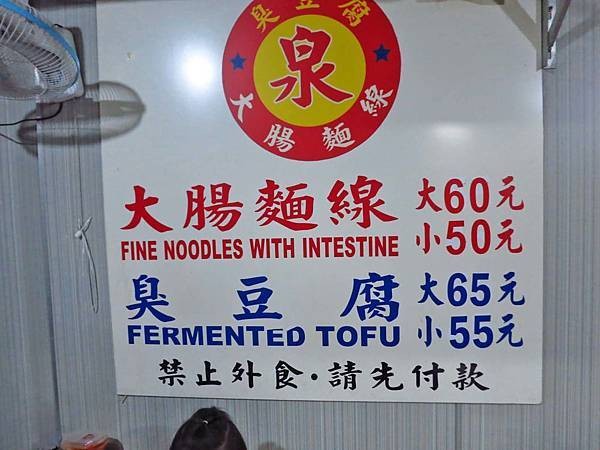 臭豆腐
泉
大腸麵線
大腸麵線 大60元
FINE NOODLES WITH INTESTINE 小50元
臭豆腐 大65元
FERMENTED TOFU 小55元
禁止外食·請先付款